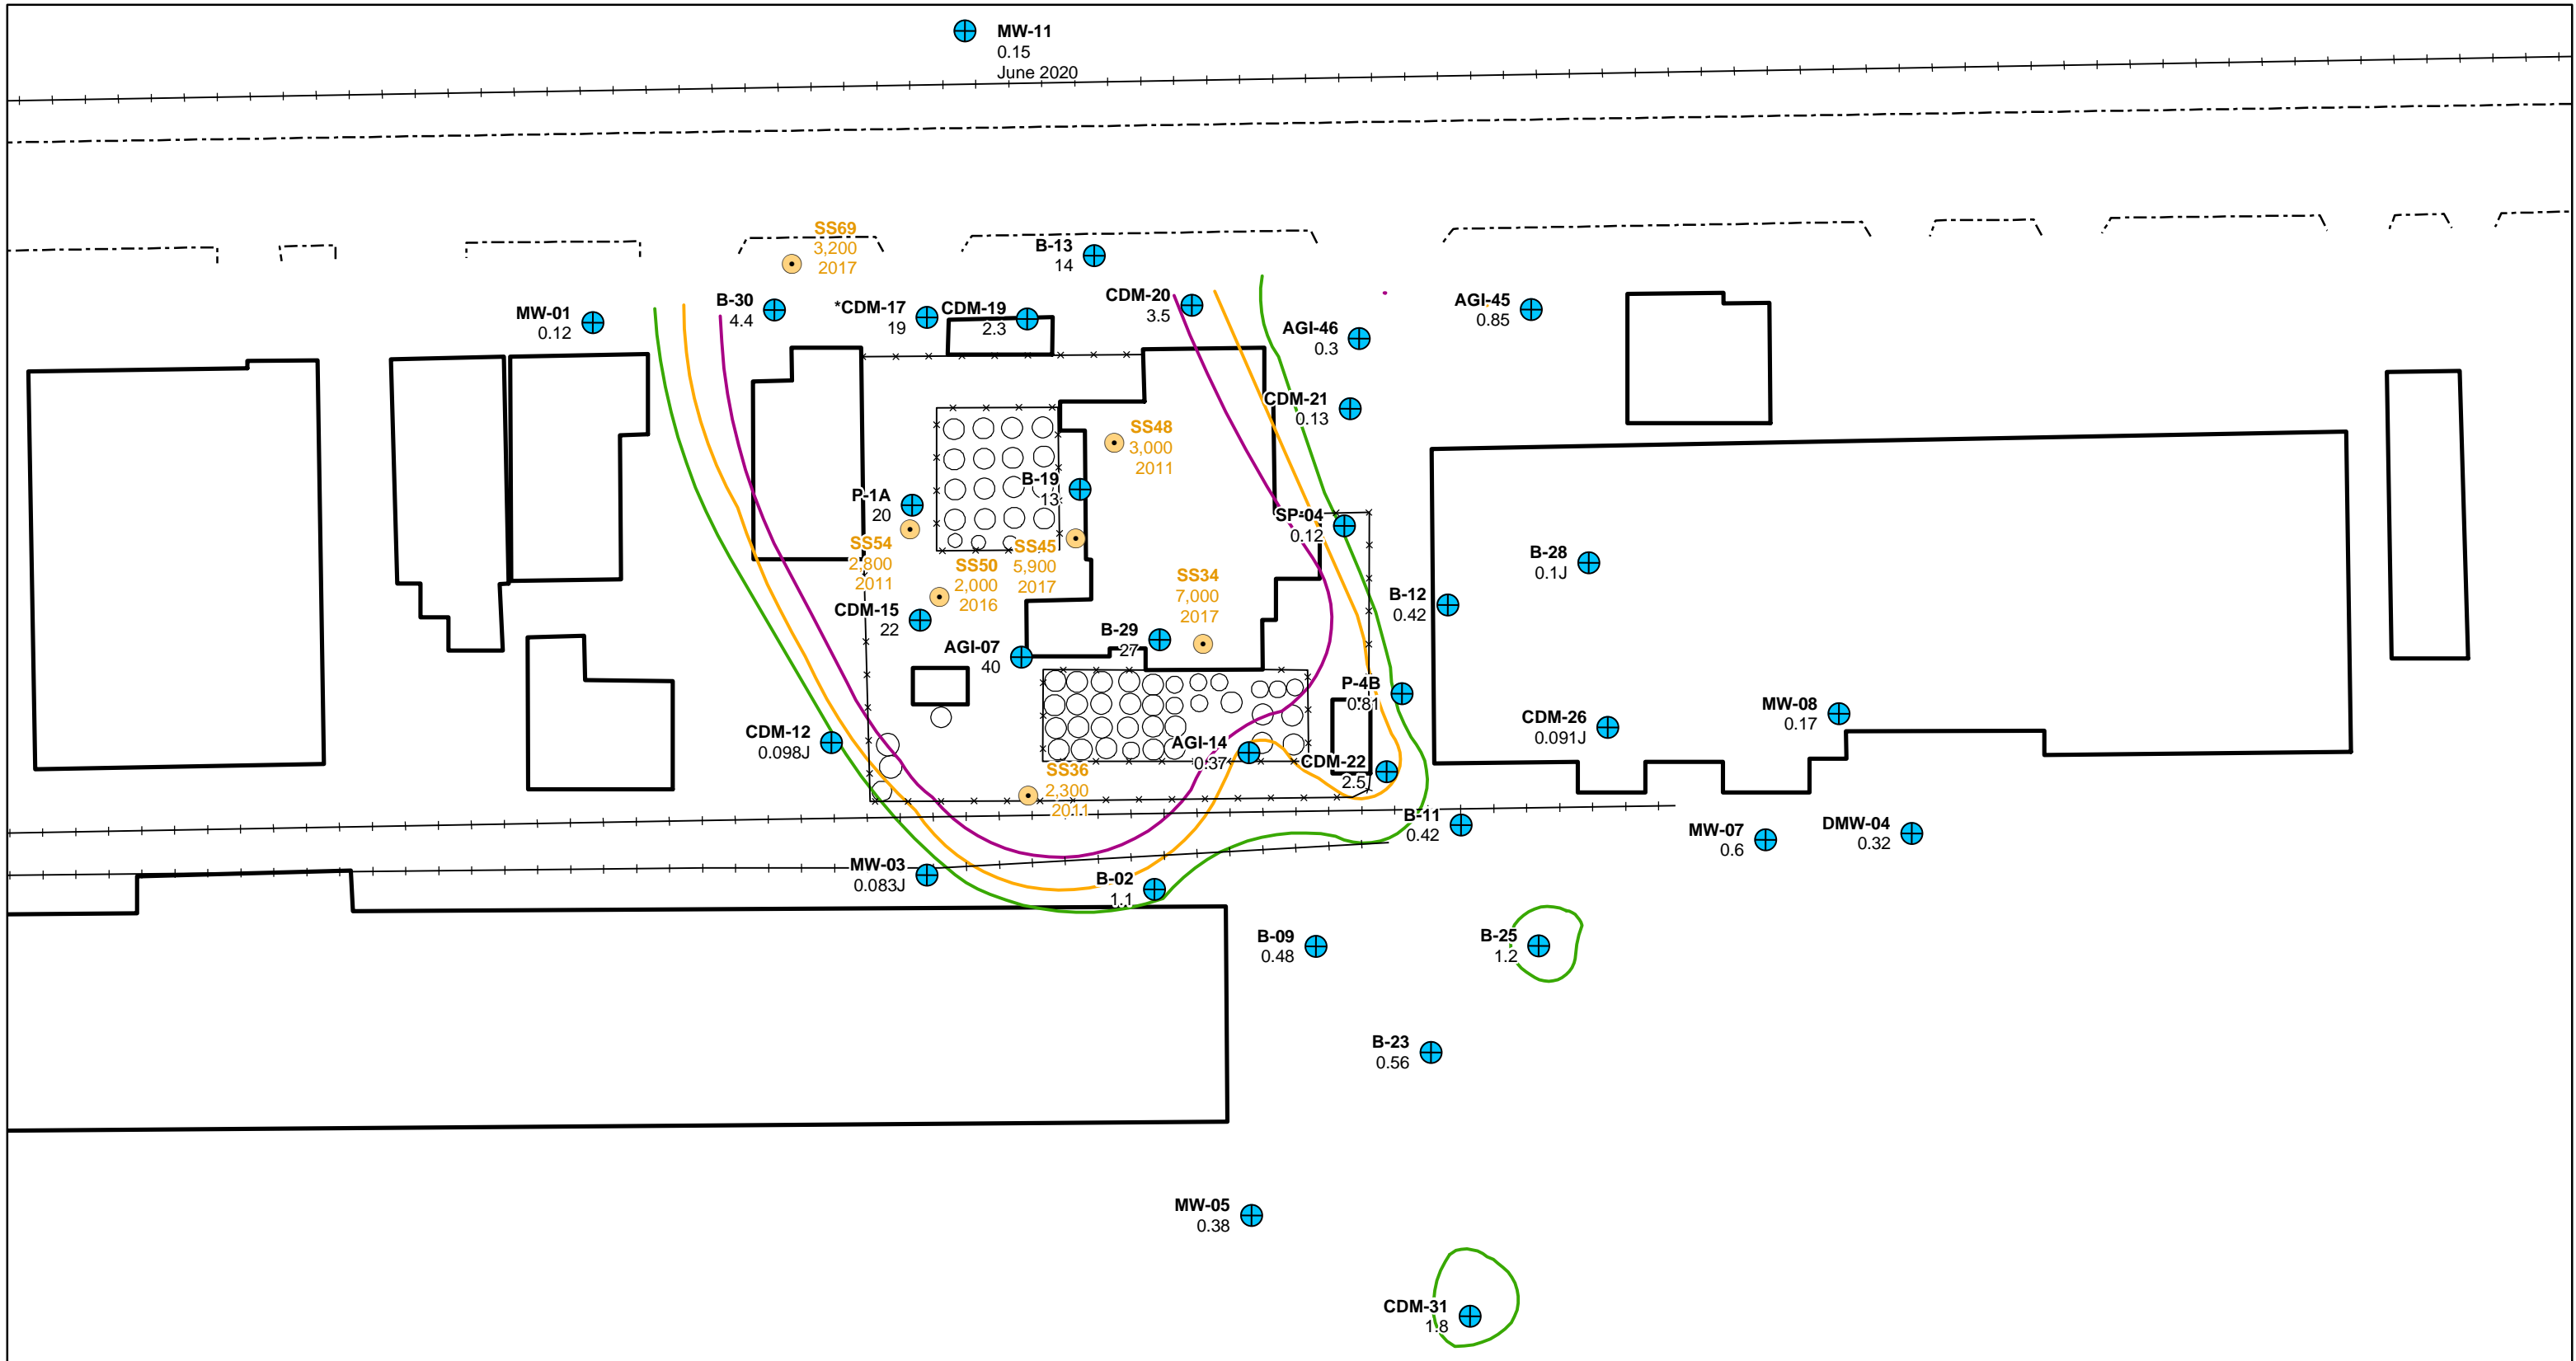 MW-11
0.15
June 2020
SS69
3,200
2017
B-13
14
MW-01
0.12
B-30
4.4
*CDM-17
19
CDM-19
2.3
CDM-20
3.5
AGI-46
0.3
AGI-45
0.85
CDM-21
0.13
SS48
3,000
2011
P-1A
20
B-19
13
SP-04
0.12
SS54
2,800
2011
SS50
2,000
2016
SS45
5,900
2017
SS34
7,000
2017
B-28
0.1J
B-12
0.42
CDM-15
22
AGI-07
40
B-29
27
P-4B
0.81
CDM-12
0.098J
AGI-14
0.37
CDM-22
2.5
CDM-26
0.091J
MW-08
0.17
SS36
2,300
2011
B-11
0.42
MW-07
0.6
DMW-04
0.32
MW-03
0.083J
B-02
1.1
B-09
0.48
B-25
1.2
B-23
0.56
MW-05
0.38
CDM-31
1.8